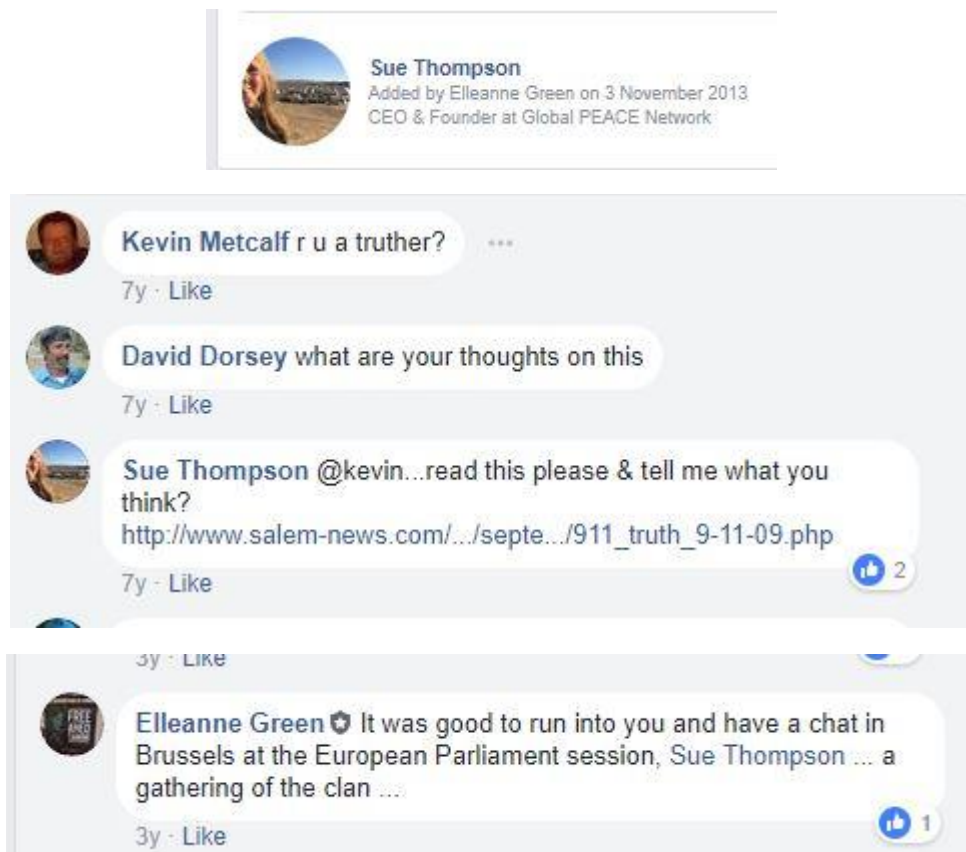 Sue Thompson
Added by Elleanne Green on 3 November 2013
CEO & Founder at Global PEACE Network
Kevin Metcalf r u a truther? ...
7y · Like
David Dorsey what are your thoughts on this
7y · Like
Sue Thompson @kevin...read this please & tell me what you
think?
http://www.salem-news.com/.../septe.../911_truth_9-11-09.php
2
7y · Like
3y · Like
FREE
Elleanne Green It was good to run into you and have a chat in
Brussels at the European Parliament session, Sue Thompson ... a
gathering of the clan ...
1
3y · Like